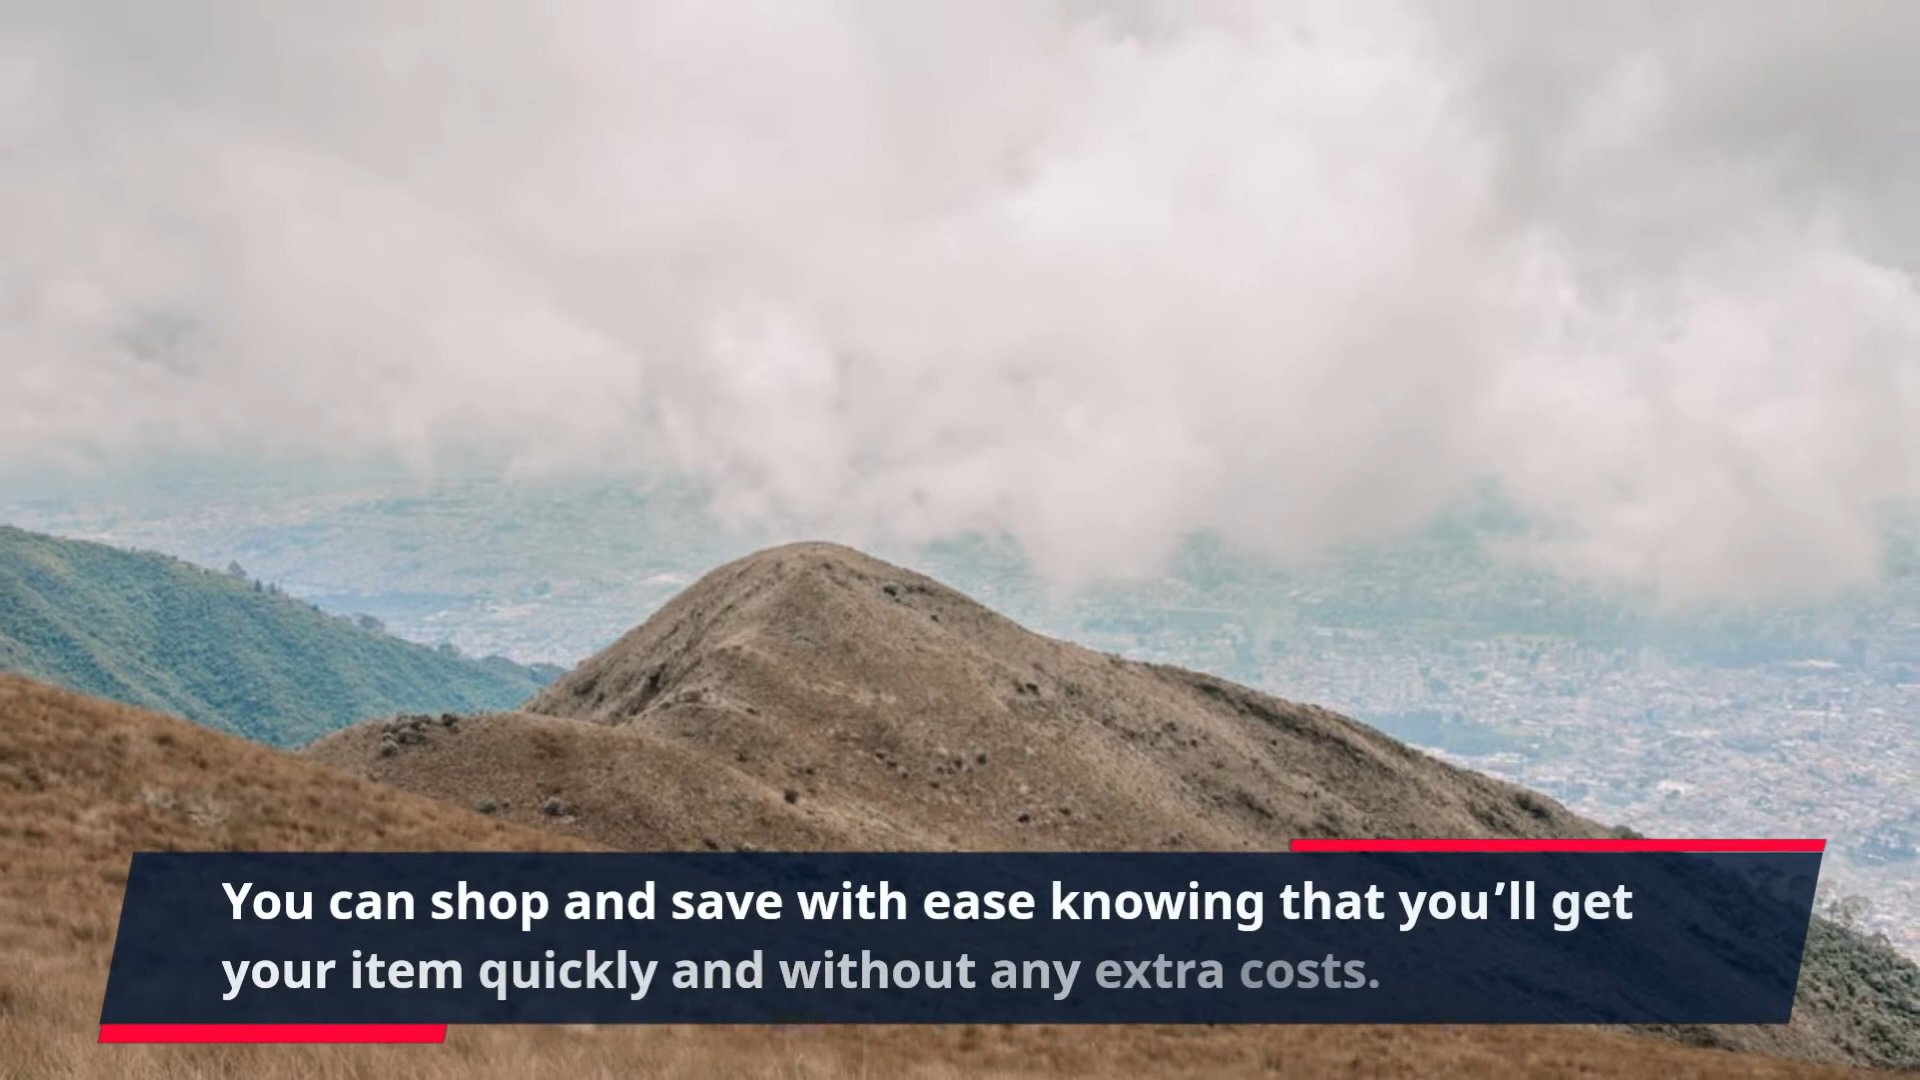 You can shop and save with ease knowing that you’ll get
your item quickly and without any extra costs.